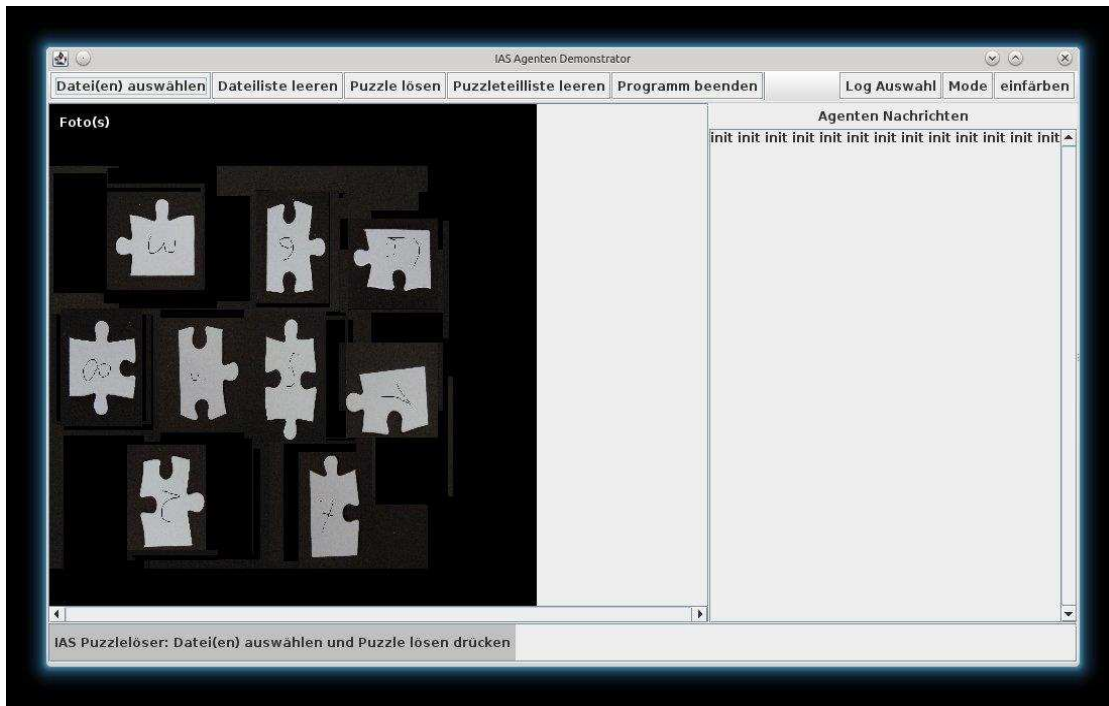 IAS Agenten Demonstrator
Datei(en) auswählen Dateiliste leeren Puzzle lösen Puzzleteilliste leeren Programm beenden Log Auswahl Mode einfärben
Foto(s)
Agenten Nachrichten
init init init init init init init init init init init init init
IAS Puzzlelöser: Datei(en) auswählen und Puzzle lösen drücken